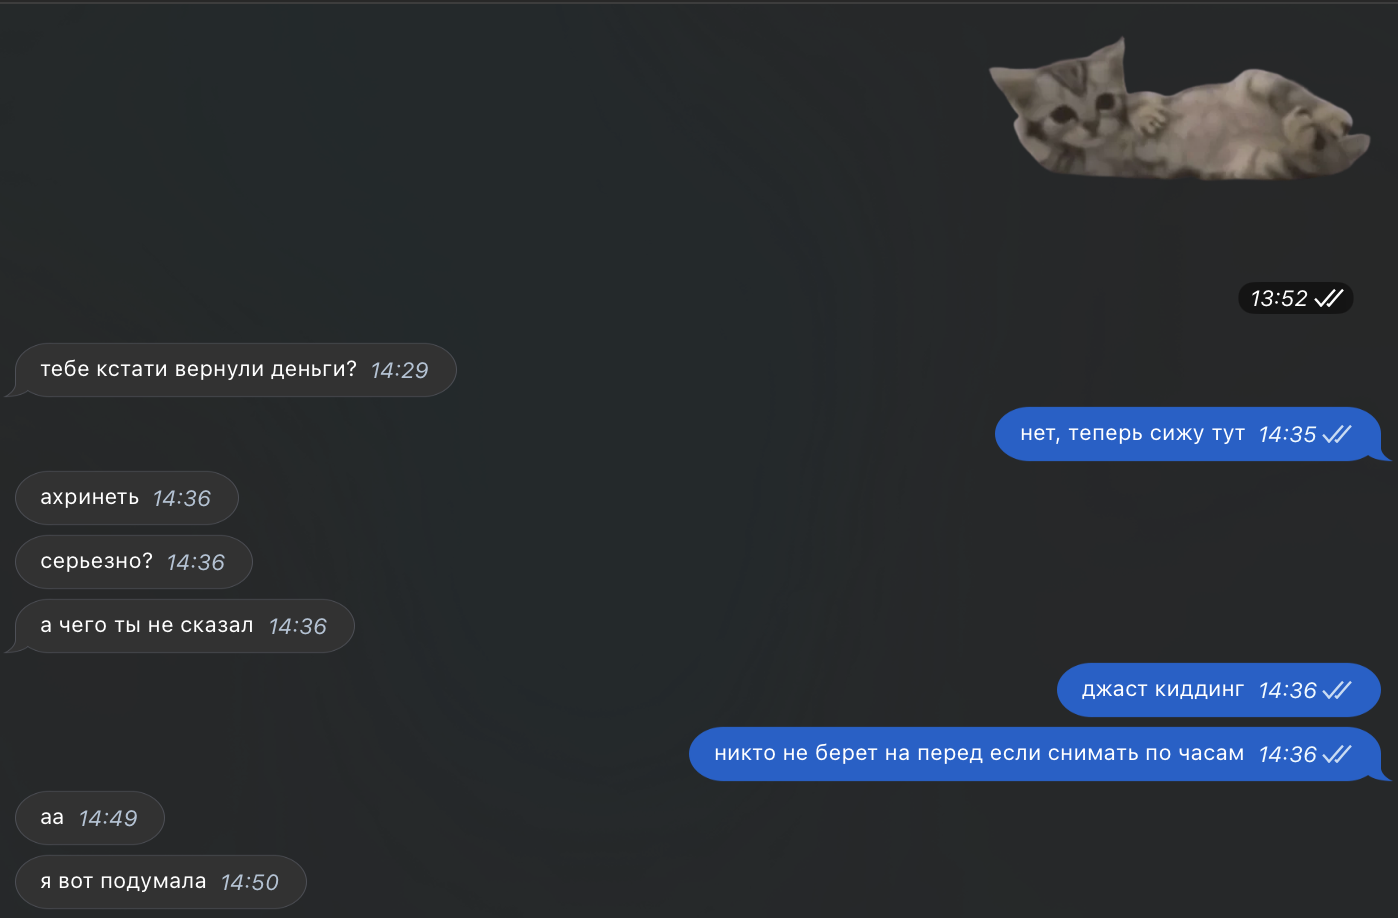 13:52
тебе кстати вернули деньги? 14:29
нет, теперь сижу тут 14:35
ахринеть 14:36
серьезно? 14:36
а чего ты не сказал 14:36
джаст киддинг 14:36
никто не берет на перед если снимать по часам 14:36
аа 14:49
я вот подумала 14:50